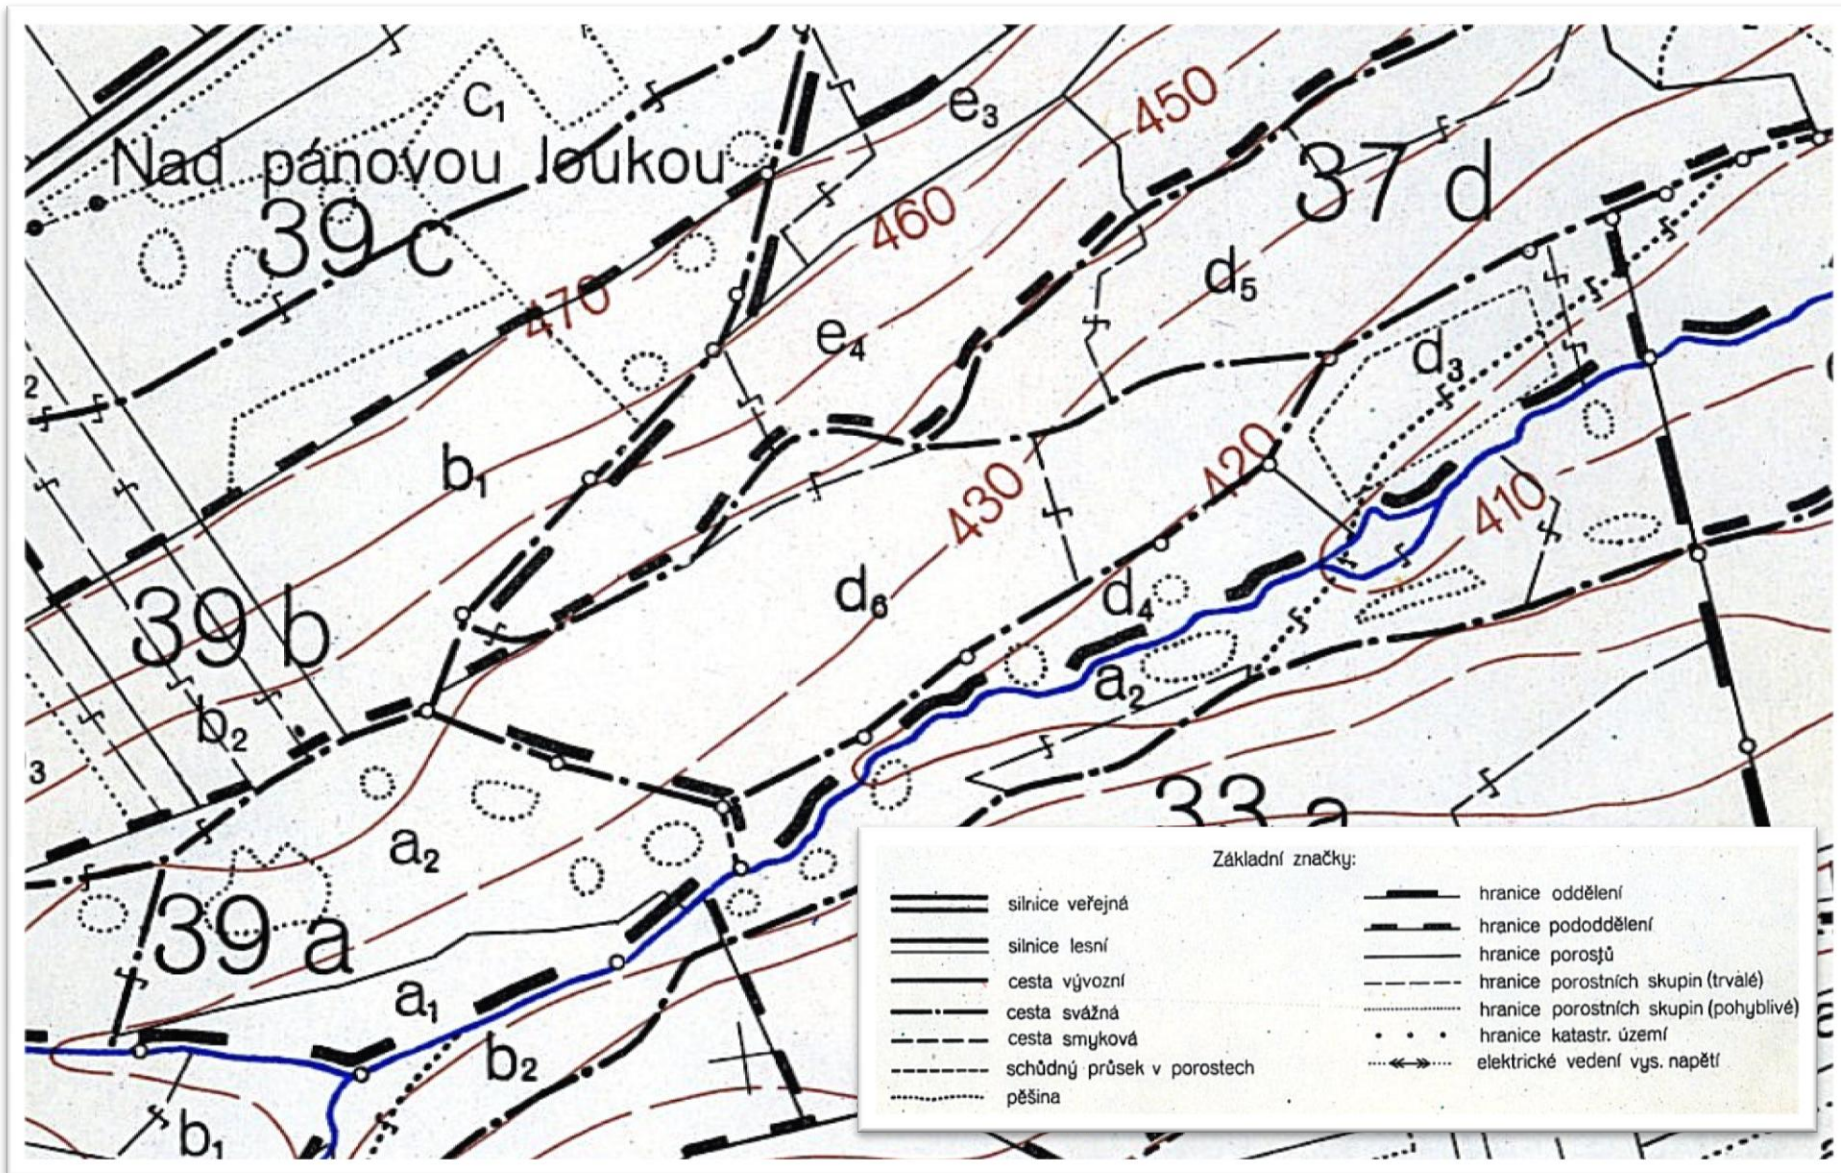 c₁
e₃
450
Nad pánovou loukou
37 d
39 c
460
d₅
470
e₄
d₃
2
b₁
420
430
410
39 b
d₆
d₄
a₂
b₂
3
33 a
a₂
39 a
a₁
b₂
b₁
Základní značky:
silnice veřejná
silnice lesní
cesta vývozní
cesta svážná
cesta smyková
schůdný průsek v porostech
pěšina
hranice oddělení
hranice pododdělení
hranice porostů
hranice porostních skupin (trvalé)
hranice porostních skupin (pohyblivé)
hranice katastr. území
elektrické vedení vys. napětí